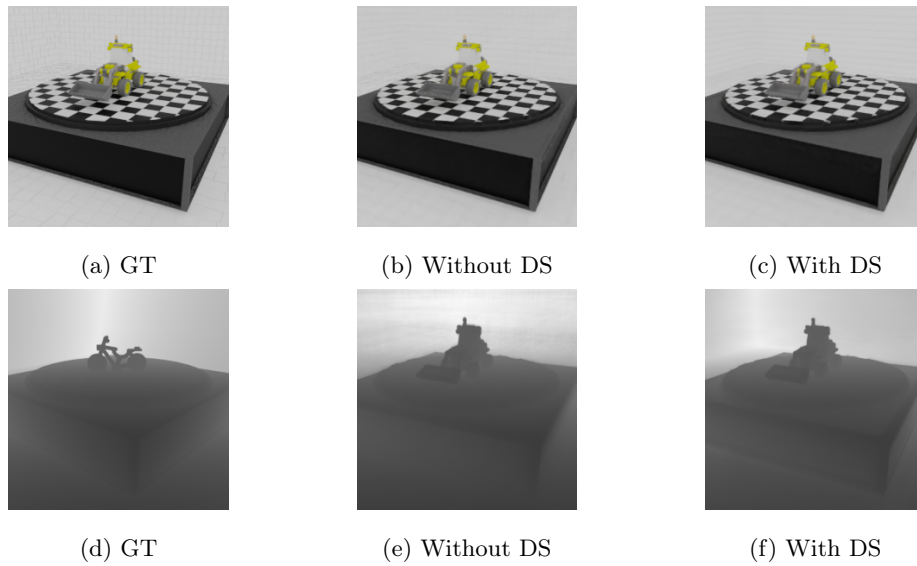 (a) GT
(b) Without DS
(c) With DS
(d) GT
(e) Without DS
(f) With DS